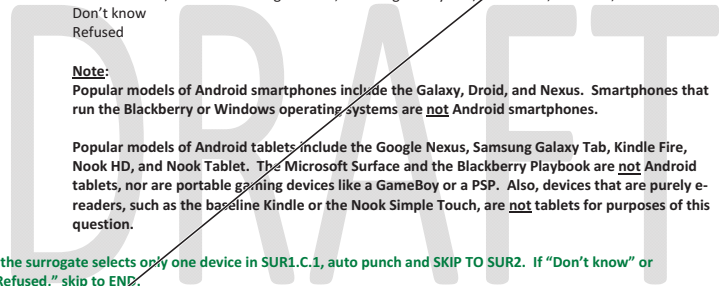 Don't know
Refused
Note:
Popular models of Android smartphones include the Galaxy, Droid, and Nexus.  Smartphones that
run the Blackberry or Windows operating systems are not Android smartphones.
Popular models of Android tablets include the Google Nexus, Samsung Galaxy Tab, Kindle Fire,
Nook HD, and Nook Tablet.  The Microsoft Surface and the Blackberry Playbook are not Android
tablets, nor are portable gaming devices like a GameBoy or a PSP.  Also, devices that are purely e-
readers, such as the baseline Kindle or the Nook Simple Touch, are not tablets for purposes of this
question.
the surrogate selects only one device in SUR1.C.1, auto punch and SKIP TO SUR2.  If "Don't know" or
Refused," skip to END.
DRAFT